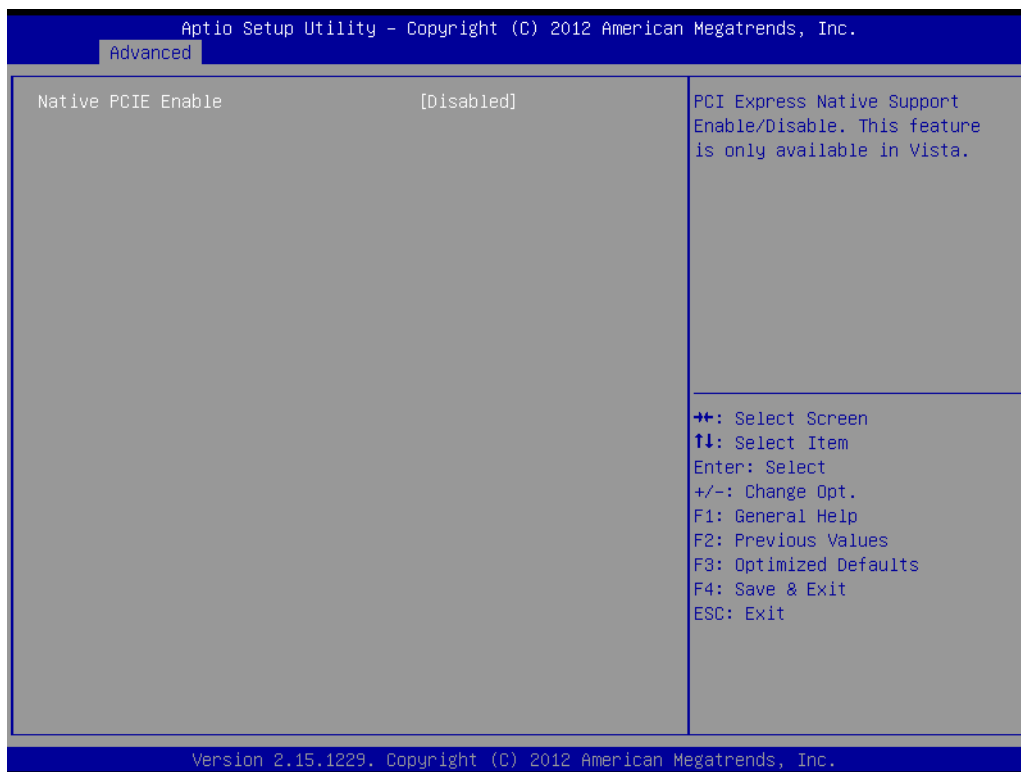 Aptio Setup Utility – Copyright (C) 2012 American Megatrends, Inc.
Advanced
Native PCIE Enable [Disabled]
PCI Express Native Support
Enable/Disable. This feature
is only available in Vista.
→←: Select Screen
↑↓: Select Item
Enter: Select
+/-: Change Opt.
F1: General Help
F2: Previous Values
F3: Optimized Defaults
F4: Save & Exit
ESC: Exit
Version 2.15.1229. Copyright (C) 2012 American Megatrends, Inc.